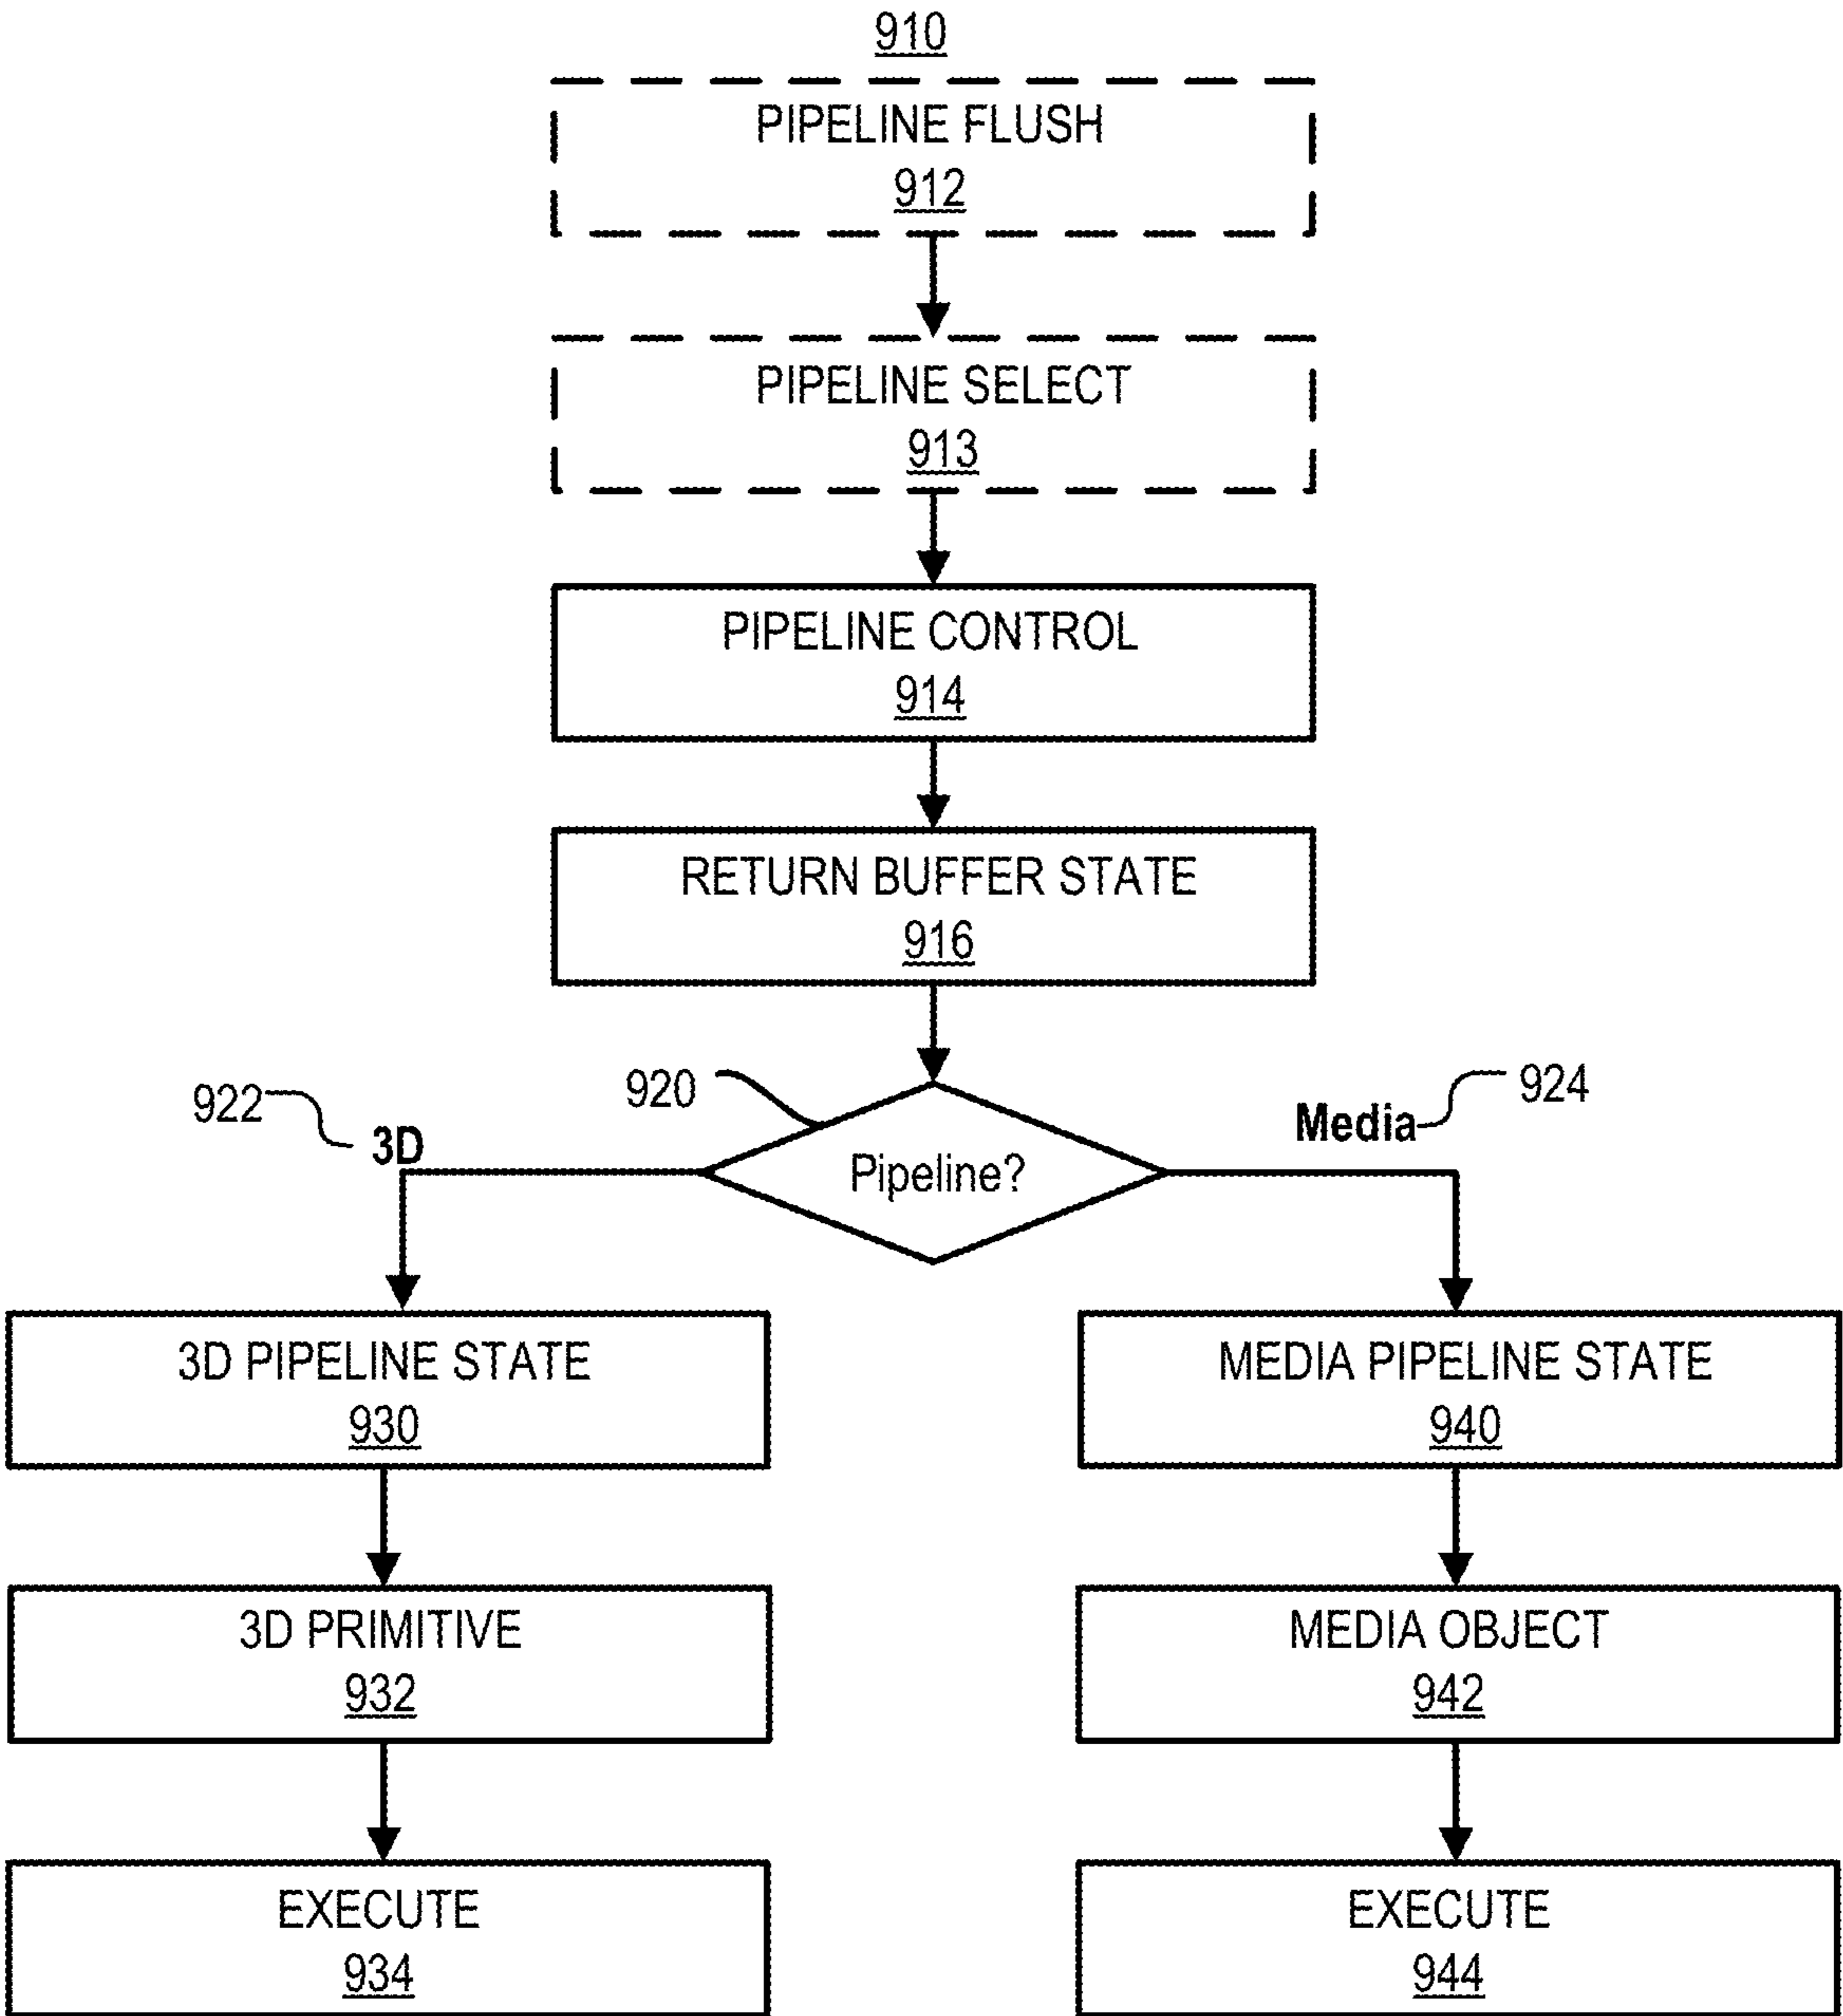 910
PIPELINE FLUSH
912
PIPELINE SELECT
913
PIPELINE CONTROL
914
RETURN BUFFER STATE
916
922
3D
920
Pipeline?
Media
924
3D PIPELINE STATE
930
MEDIA PIPELINE STATE
940
3D PRIMITIVE
932
MEDIA OBJECT
942
EXECUTE
934
EXECUTE
944